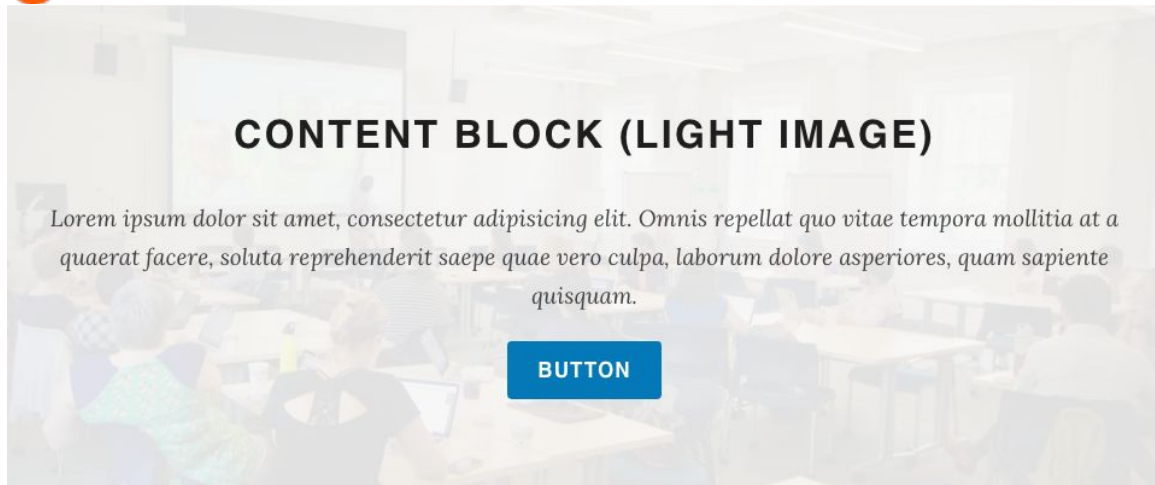 CONTENT BLOCK (LIGHT IMAGE)
Lorem ipsum dolor sit amet, consectetur adipisicing elit. Omnis repellat quo vitae tempora mollitia at a
quaerat facere, soluta reprehenderit saepe quae vero culpa, laborum dolore asperiores, quam sapiente
quisquam.
BUTTON